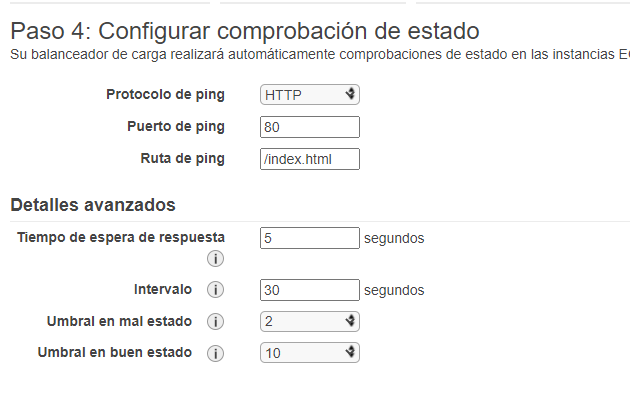 Paso 4: Configurar comprobación de estado
Su balanceador de carga realizará automáticamente comprobaciones de estado en las instancias E
Protocolo de ping HTTP
Puerto de ping 80
Ruta de ping /index.html
Detalles avanzados
Tiempo de espera de respuesta 5 segundos
i
Intervalo i 30 segundos
Umbral en mal estado i 2
Umbral en buen estado i 10